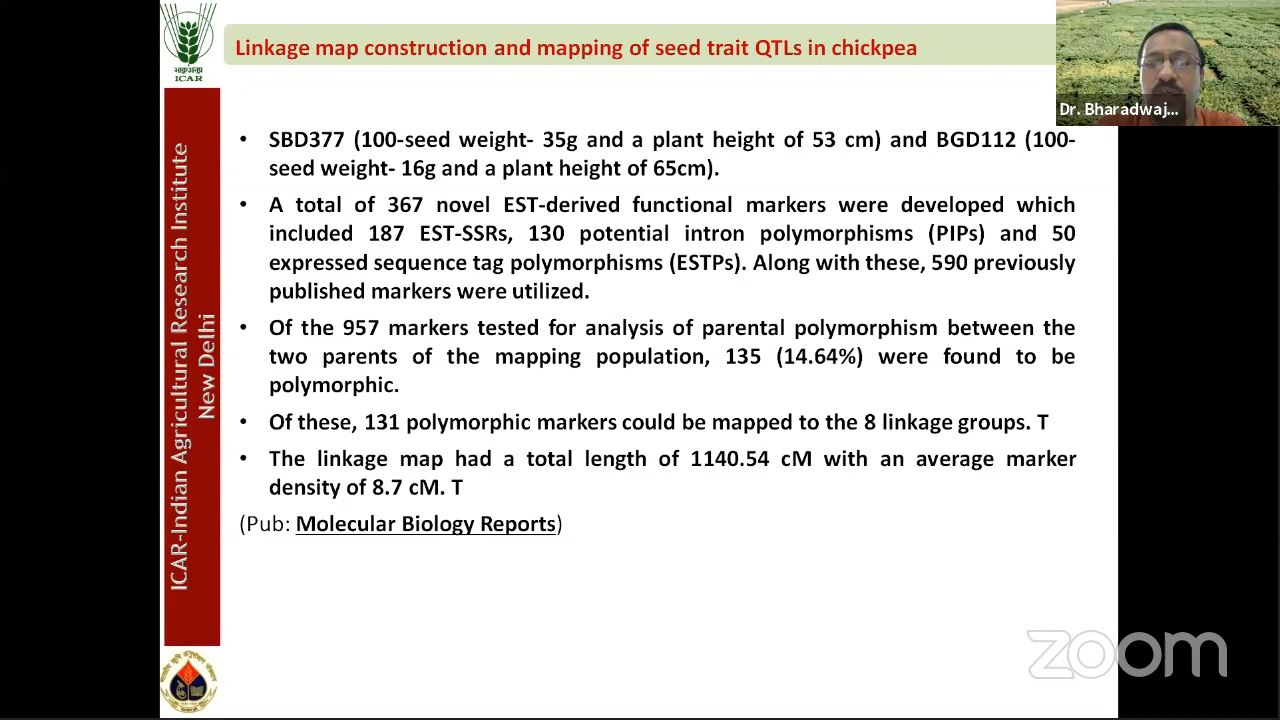 Linkage map construction and mapping of seed trait QTLs in chickpea
भाकृअनुप
ICAR
ICAR-Indian Agricultural Research Institute
New Delhi
Dr. Bharadwaj...
• SBD377 (100-seed weight- 35g and a plant height of 53 cm) and BGD112 (100-
seed weight- 16g and a plant height of 65cm).
• A total of 367 novel EST-derived functional markers were developed which
included 187 EST-SSRs, 130 potential intron polymorphisms (PIPs) and 50
expressed sequence tag polymorphisms (ESTPs). Along with these, 590 previously
published markers were utilized.
• Of the 957 markers tested for analysis of parental polymorphism between the
two parents of the mapping population, 135 (14.64%) were found to be
polymorphic.
• Of these, 131 polymorphic markers could be mapped to the 8 linkage groups. T
• The linkage map had a total length of 1140.54 cM with an average marker
density of 8.7 cM. T
(Pub: Molecular Biology Reports)
zoom